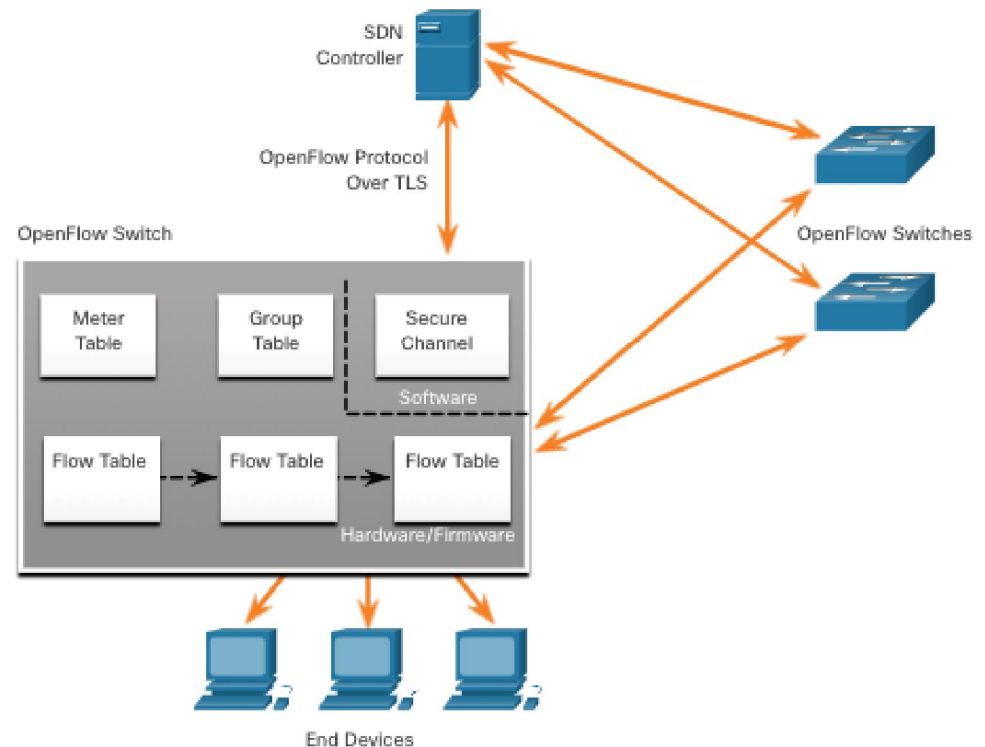 SDN
Controller
OpenFlow Protocol
Over TLS
OpenFlow Switch
OpenFlow Switches
Meter
Table
Group
Table
Secure
Channel
Software
Flow Table
Flow Table
Flow Table
Hardware/Firmware
End Devices